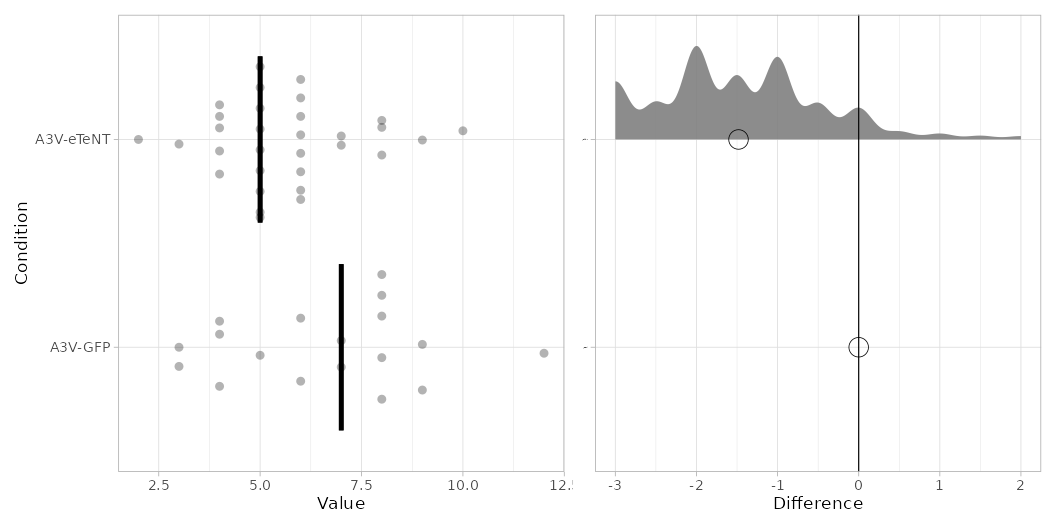 Condition
A3V-eTeNT
A3V-GFP
2.5 5.0 7.5 10.0 12.
Value
-3 -2 -1 0 1 2
Difference